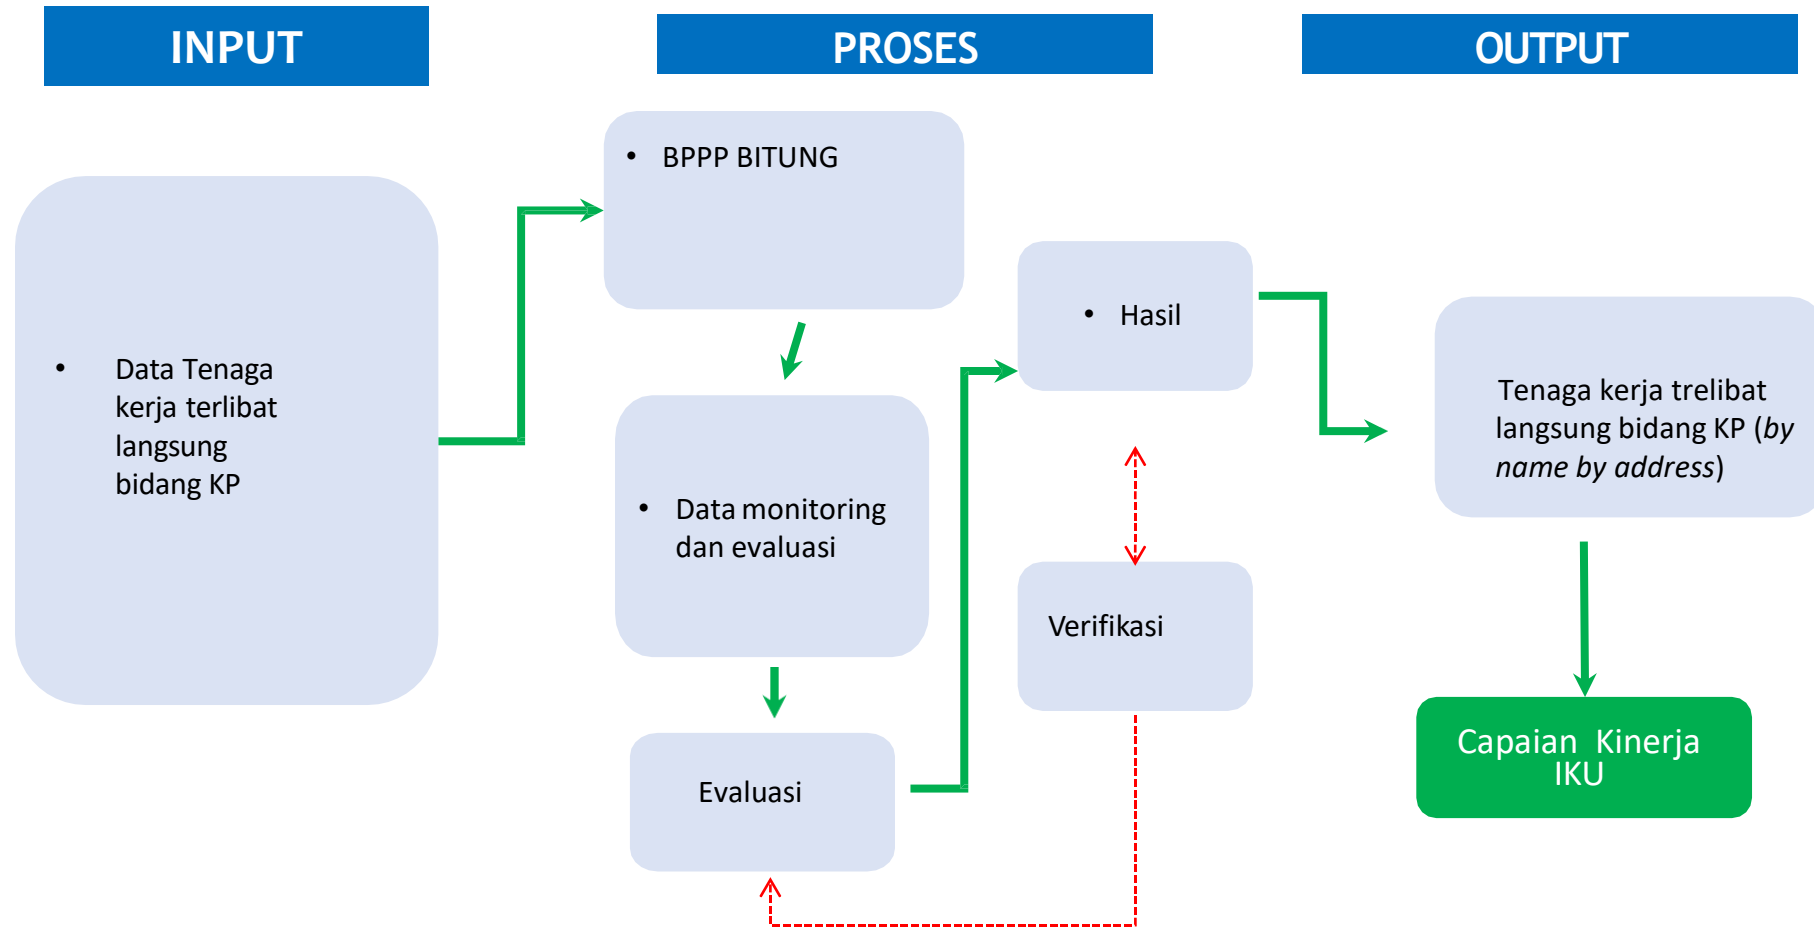 INPUT
PROSES
OUTPUT
• Data Tenaga
kerja terlibat
langsung
bidang KP
• BPPP BITUNG
• Data monitoring
dan evaluasi
Evaluasi
• Hasil
Verifikasi
Tenaga kerja trelibat
langsung bidang KP (by
name by address)
Capaian Kinerja
IKU